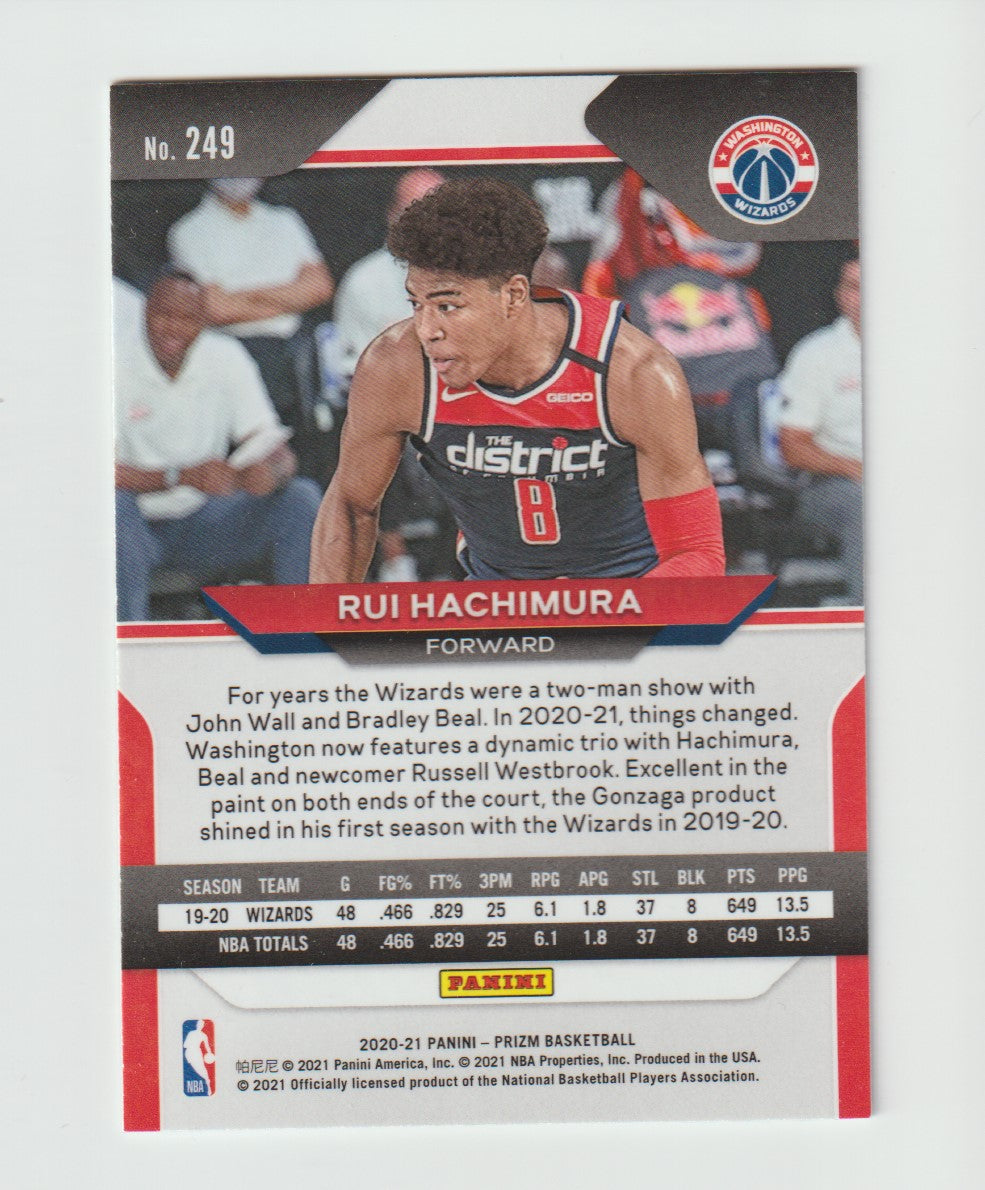 No. 249
WASHINGTON
WIZARDS
GEICO
THE
district
8
RUI HACHIMURA
FORWARD
For years the Wizards were a two-man show with
John Wall and Bradley Beal. In 2020-21, things changed.
Washington now features a dynamic trio with Hachimura,
Beal and newcomer Russell Westbrook. Excellent in the
paint on both ends of the court, the Gonzaga product
shined in his first season with the Wizards in 2019-20.
SEASON TEAM G FG% FT% 3PM RPG APG STL BLK PTS PPG
19-20 WIZARDS 48 .466 .829 25 6.1 1.8 37 8 649 13.5
NBA TOTALS 48 .466 .829 25 6.1 1.8 37 8 649 13.5
PANINI
2020-21 PANINI – PRIZM BASKETBALL
帕尼尼 © 2021 Panini America, Inc. © 2021 NBA Properties, Inc. Produced in the USA.
© 2021 Officially licensed product of the National Basketball Players Association.
NBA